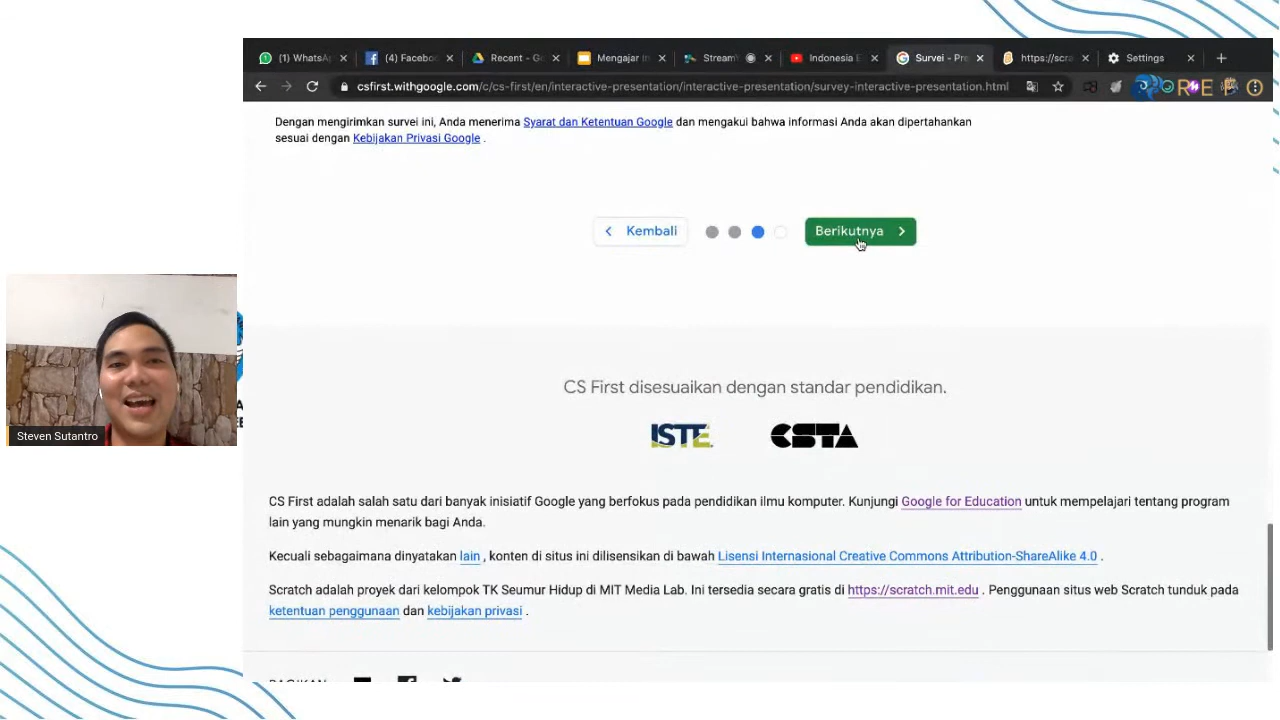 (1) WhatsA
(4) Faceboo
Recent - Go
Mengajar In
Stream
Indonesia E
Survei - Pre
https://scra
Settings
csfirst.withgoogle.com/c/cs-first/en/interactive-presentation/interactive-presentation/survey-interactive-presentation.html
Dengan mengirimkan survei ini, Anda menerima Syarat dan Ketentuan Google dan mengakui bahwa informasi Anda akan dipertahankan
sesuai dengan Kebijakan Privasi Google .
Kembali
Berikutnya
Steven Sutantro
CS First disesuaikan dengan standar pendidikan.
ISTE
CSTA
CS First adalah salah satu dari banyak inisiatif Google yang berfokus pada pendidikan ilmu komputer. Kunjungi Google for Education untuk mempelajari tentang program
lain yang mungkin menarik bagi Anda.
Kecuali sebagaimana dinyatakan lain , konten di situs ini dilisensikan di bawah Lisensi Internasional Creative Commons Attribution-ShareAlike 4.0 .
Scratch adalah proyek dari kelompok TK Seumur Hidup di MIT Media Lab. Ini tersedia secara gratis di https://scratch.mit.edu . Penggunaan situs web Scratch tunduk pada
ketentuan penggunaan dan kebijakan privasi .
BAGIKAN